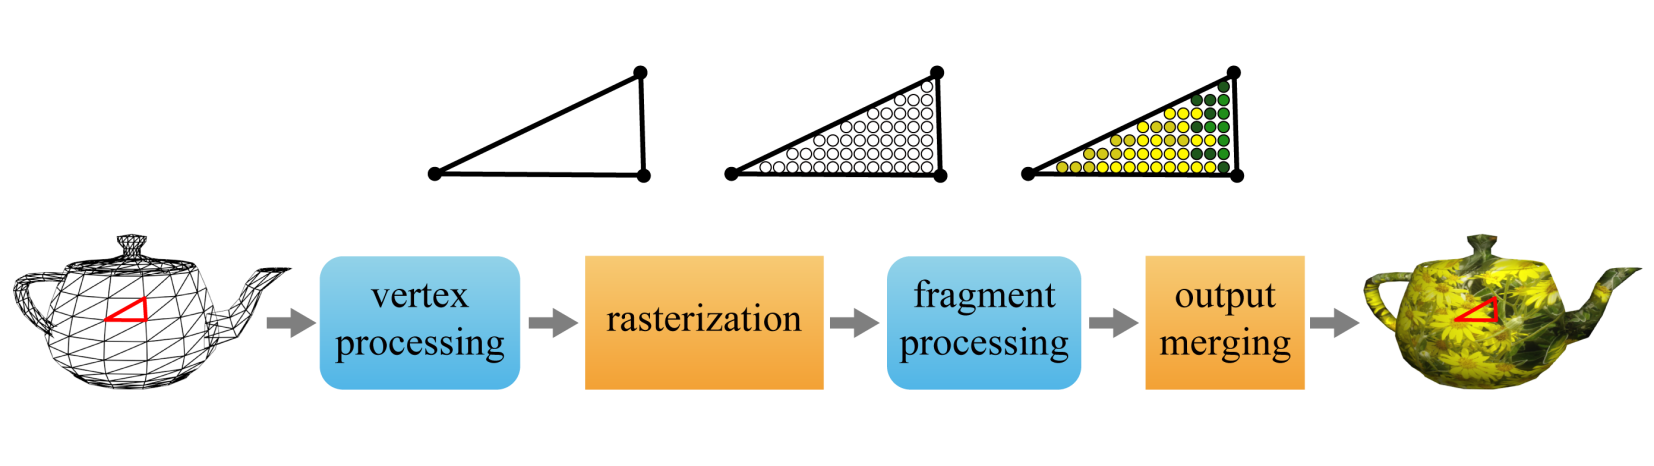 vertex
processing
rasterization
fragment
processing
output
merging